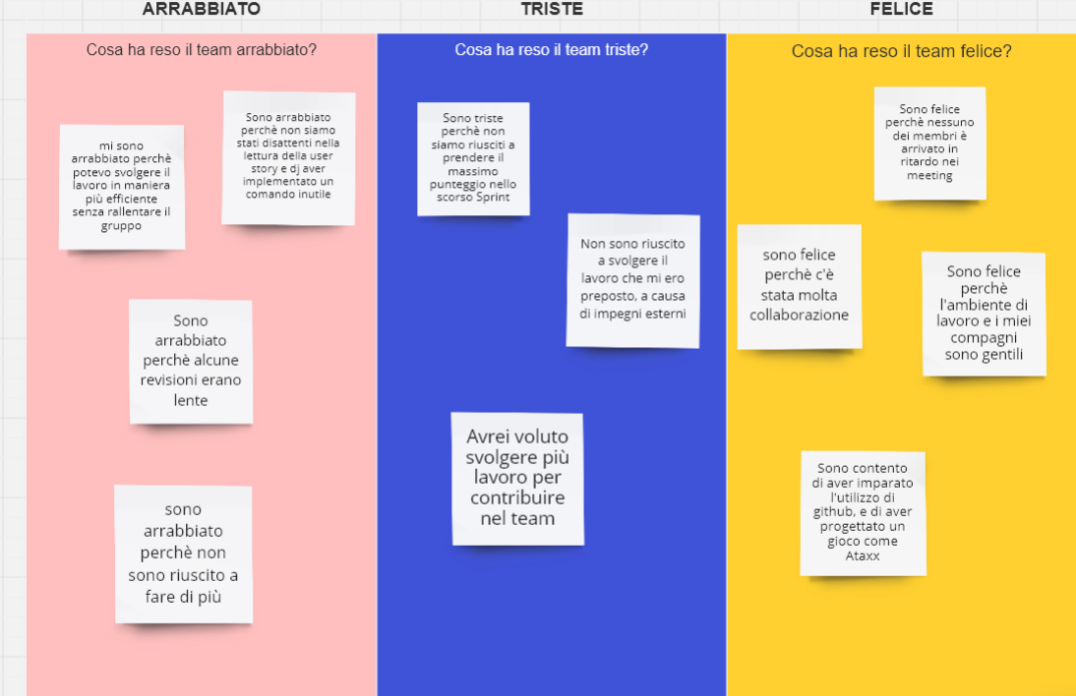 ARRABBIATO
Cosa ha reso il team arrabbiato?
mi sono
arrabbiato perchè
potevo svolgere il
lavoro in maniera
più efficiente
senza rallentare il
gruppo
Sono arrabbiato
perchè non siamo
stati disattenti nella
lettura della user
story e dj aver
implementato un
comando inutile
Sono
arrabbiato
perchè alcune
revisioni erano
lente
sono
arrabbiato
perchè non
sono riuscito a
fare di più
TRISTE
Cosa ha reso il team triste?
Sono triste
perchè non
siamo riusciti a
prendere il
massimo
punteggio nello
scorso Sprint
Non sono riuscito
a svolgere il
lavoro che mi ero
preposto, a causa
di impegni esterni
Avrei voluto
svolgere più
lavoro per
contribuire
nel team
FELICE
Cosa ha reso il team felice?
Sono felice
perchè nessuno
dei membri è
arrivato in
ritardo nei
meeting
sono felice
perchè c'è
stata molta
collaborazione
Sono felice
perchè
l'ambiente di
lavoro e i miei
compagni
sono gentili
Sono contento
di aver imparato
l'utilizzo di
github, e di aver
progettato un
gioco come
Ataxx